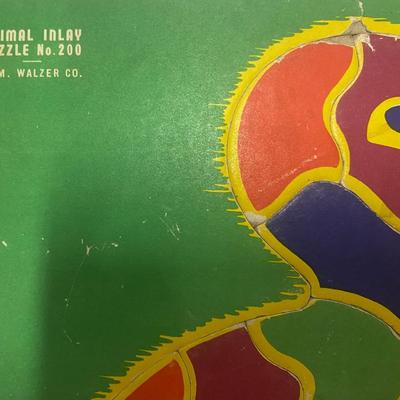 IMAL INLAY
ZZLE No. 200
M. WALZER CO.